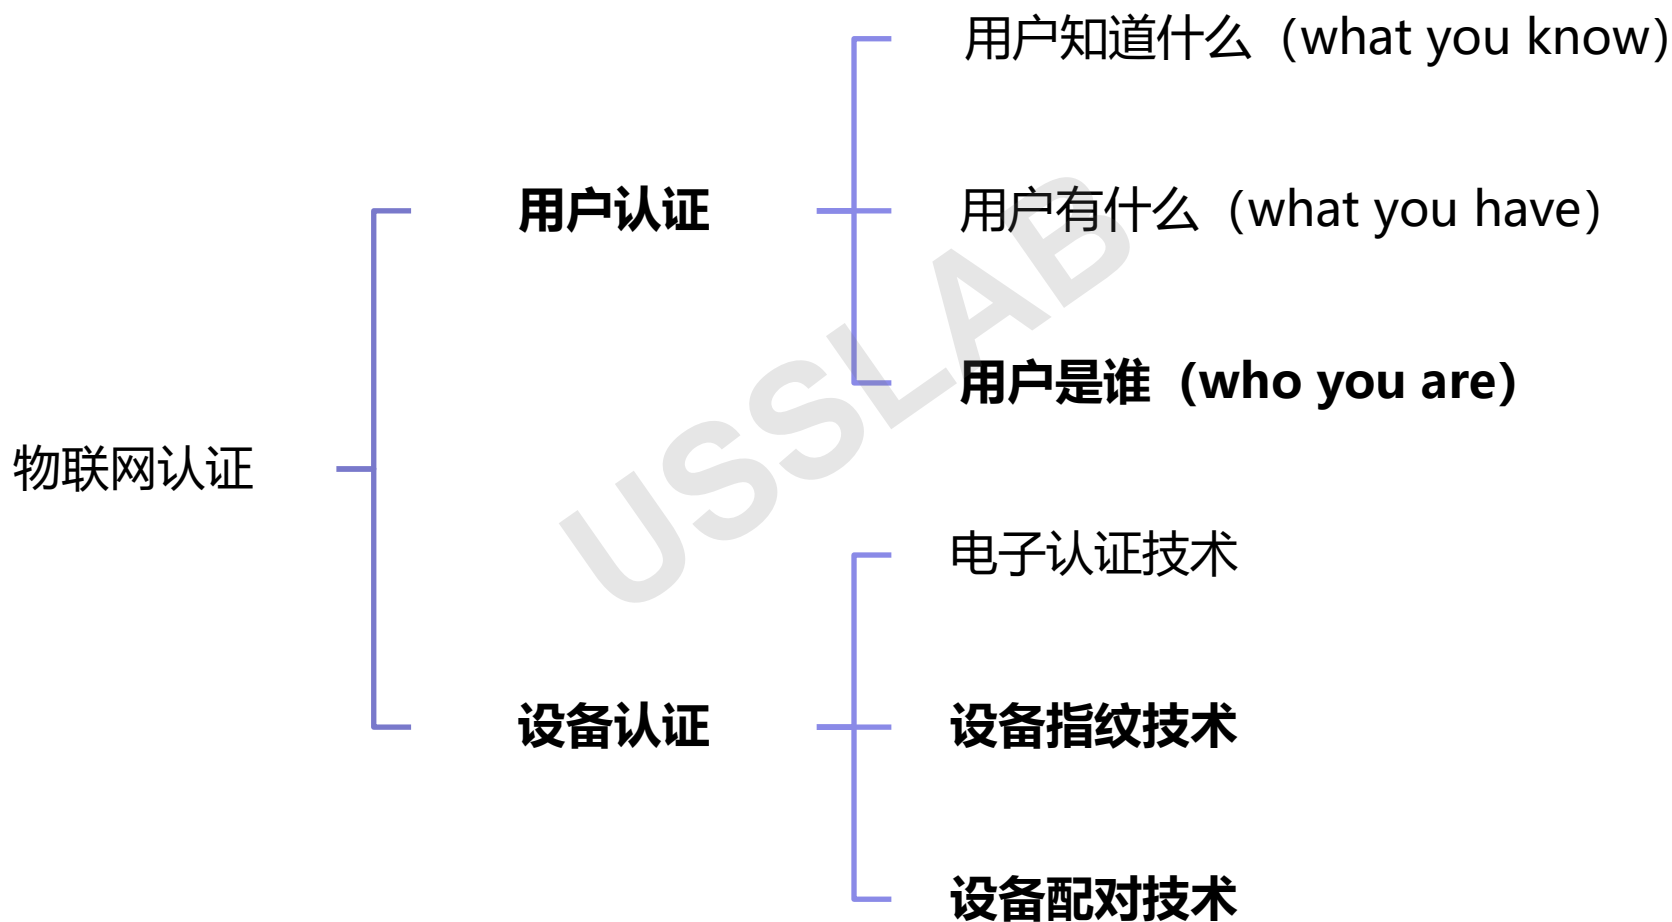 用户知道什么（what you know）
用户认证
用户有什么（what you have）
用户是谁（who you are）
物联网认证
电子认证技术
设备认证
设备指纹技术
设备配对技术
USSLAB